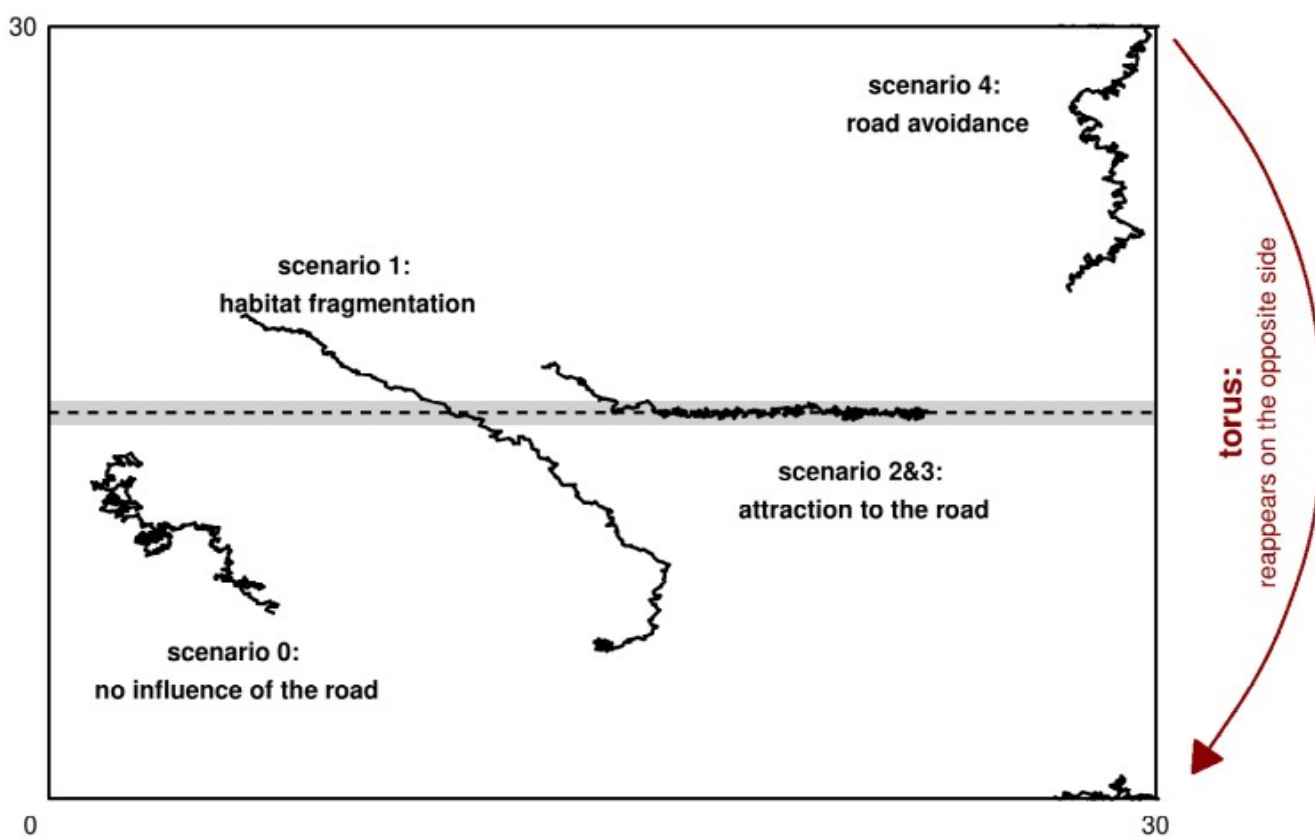 30
scenario 4:
road avoidance
scenario 1:
habitat fragmentation
scenario 2&3:
attraction to the road
scenario 0:
no influence of the road
torus:
reappears on the opposite side
0
30